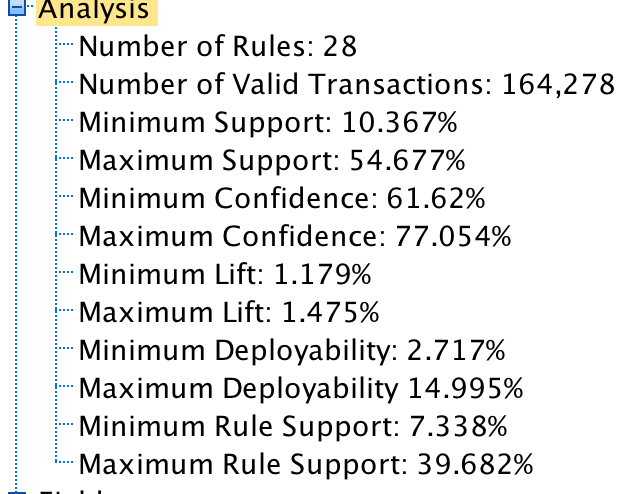 Analysis
Number of Rules: 28
Number of Valid Transactions: 164,278
Minimum Support: 10.367%
Maximum Support: 54.677%
Minimum Confidence: 61.62%
Maximum Confidence: 77.054%
Minimum Lift: 1.179%
Maximum Lift: 1.475%
Minimum Deployability: 2.717%
Maximum Deployability 14.995%
Minimum Rule Support: 7.338%
Maximum Rule Support: 39.682%